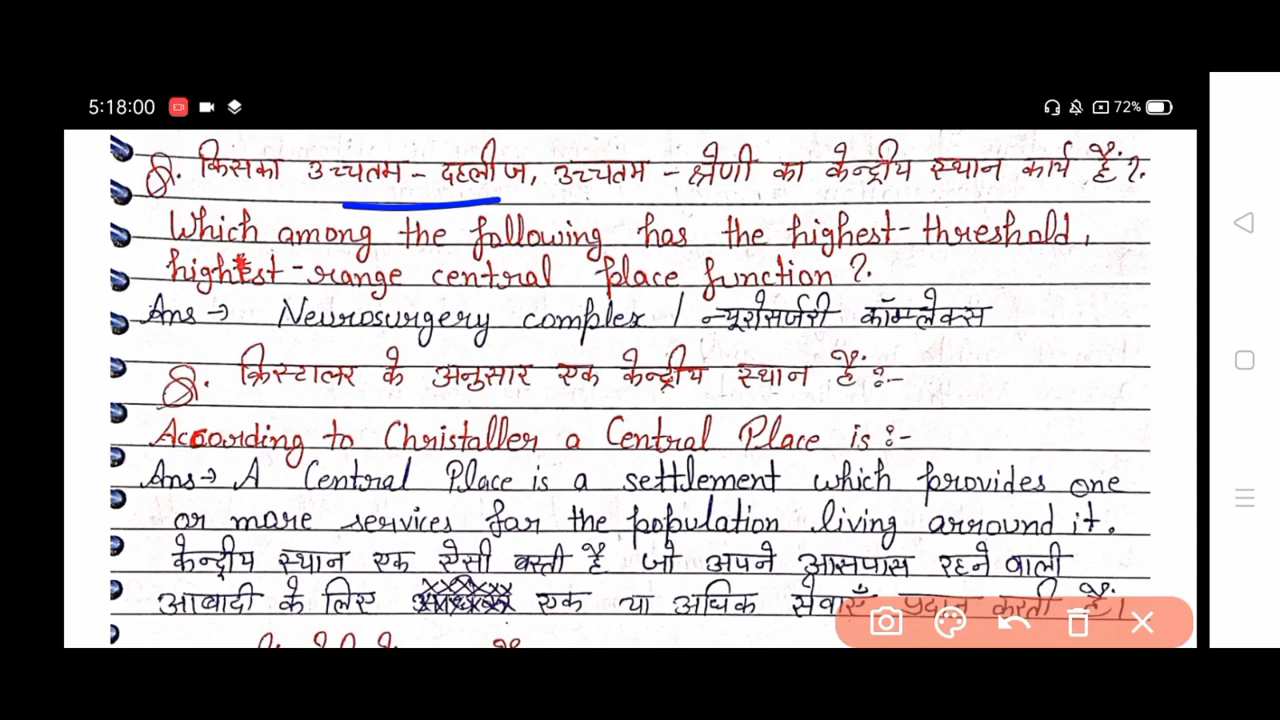 5:18:00
72%
Q. किसका उच्चतम - दहलीज, उच्चतम - श्रेणी का केन्द्रीय स्थान कार्य है?.
Which among the following has the highest-threshold,
highest-range central place function?.
Ans → Neurosurgery complex / न्यूरोसर्जरी कॉम्लेक्स
Q. क्रिस्टालर के अनुसार एक केन्द्रीय स्थान है :-
According to Christaller a Central Place is :-
Ans → A Central Place is a settlement which provides one
or more services for the population living arround it.
केन्द्रीय स्थान एक ऐसी बस्ती है जो अपने आसपास रहने वाली
आबादी के लिए एक या अधिक सेवाएँ प्रदान करती है।